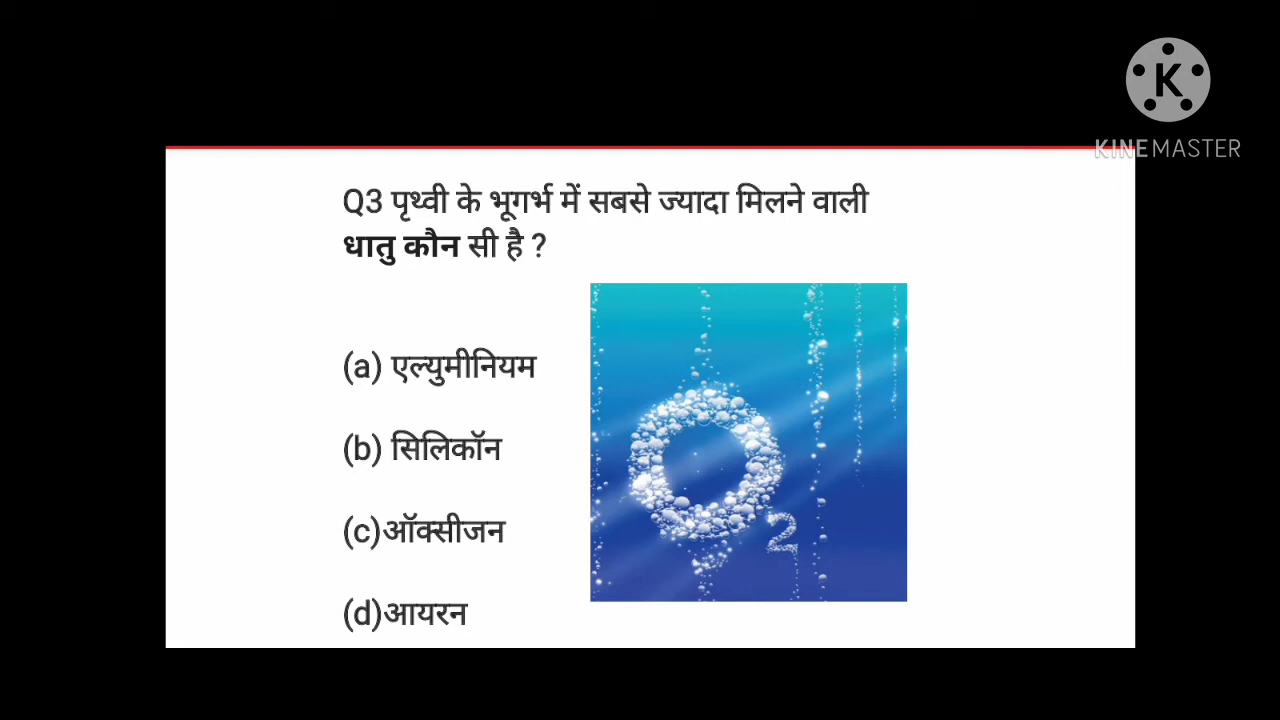 K
KINEMASTER
Q3 पृथ्वी के भूगर्भ में सबसे ज्यादा मिलने वाली
धातु कौन सी है ?
(a) एल्युमीनियम
(b) सिलिकॉन
(c)ऑक्सीजन
(d)आयरन
O2